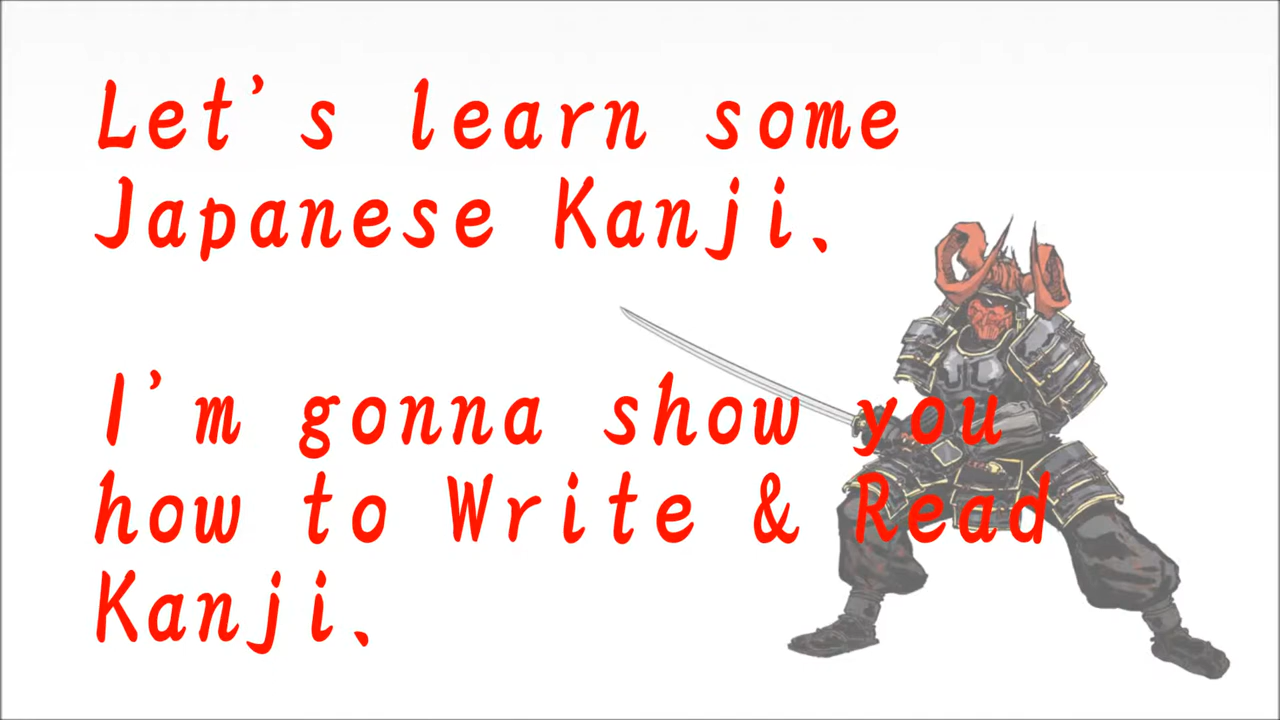 Let's learn some
Japanese Kanji、
I'm gonna show you
how to Write & Read
Kanji、